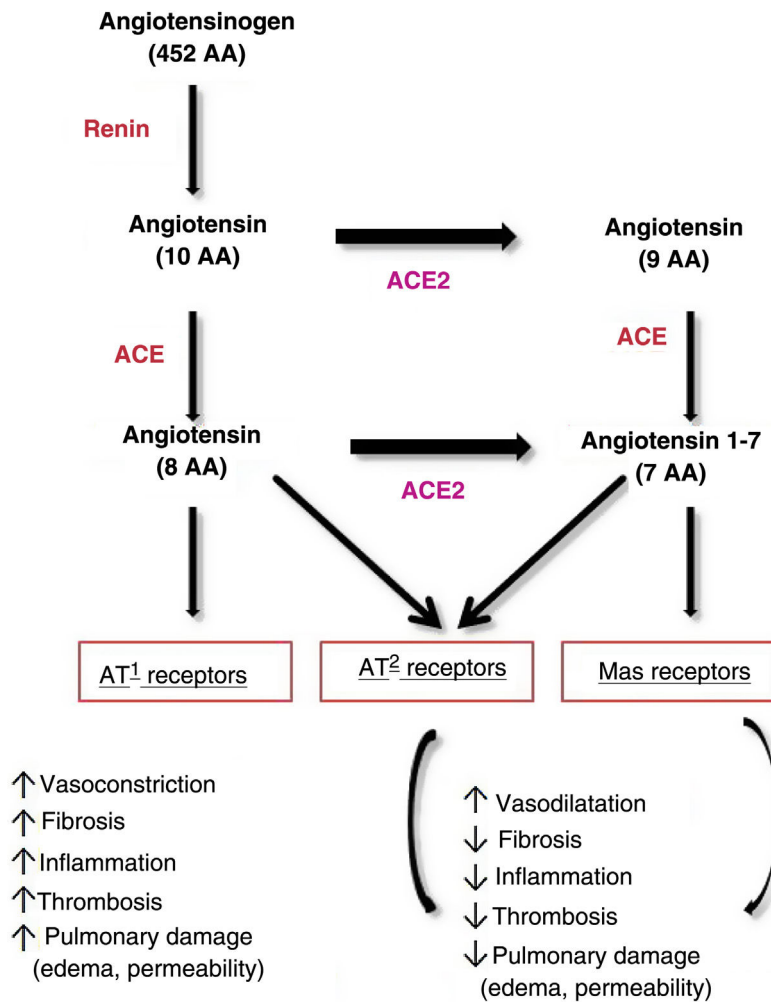 Angiotensinogen
(452 AA)
Renin
Angiotensin
(10 AA)
ACE2
Angiotensin
(9 AA)
ACE
ACE
Angiotensin
(8 AA)
ACE2
Angiotensin 1-7
(7 AA)
AT1 receptors
AT2 receptors
Mas receptors
↑ Vasoconstriction
↑ Fibrosis
↑ Inflammation
↑ Thrombosis
↑ Pulmonary damage
(edema, permeability)
↑ Vasodilatation
↓ Fibrosis
↓ Inflammation
↓ Thrombosis
↓ Pulmonary damage
(edema, permeability)